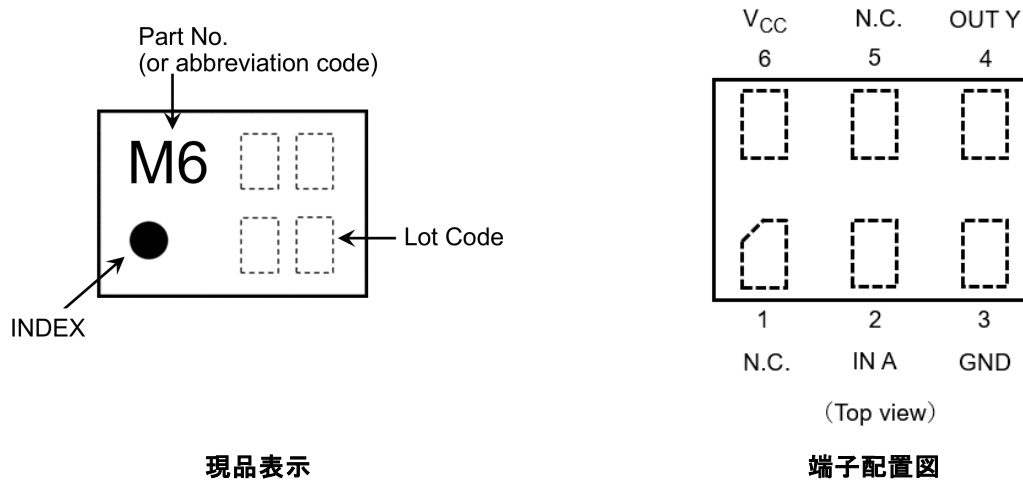 Part No.
(or abbreviation code)
M6
Lot Code
INDEX
現品表示
VCC N.C. OUT Y
6 5 4
1 2 3
N.C. IN A GND
（Top view）
端子配置図